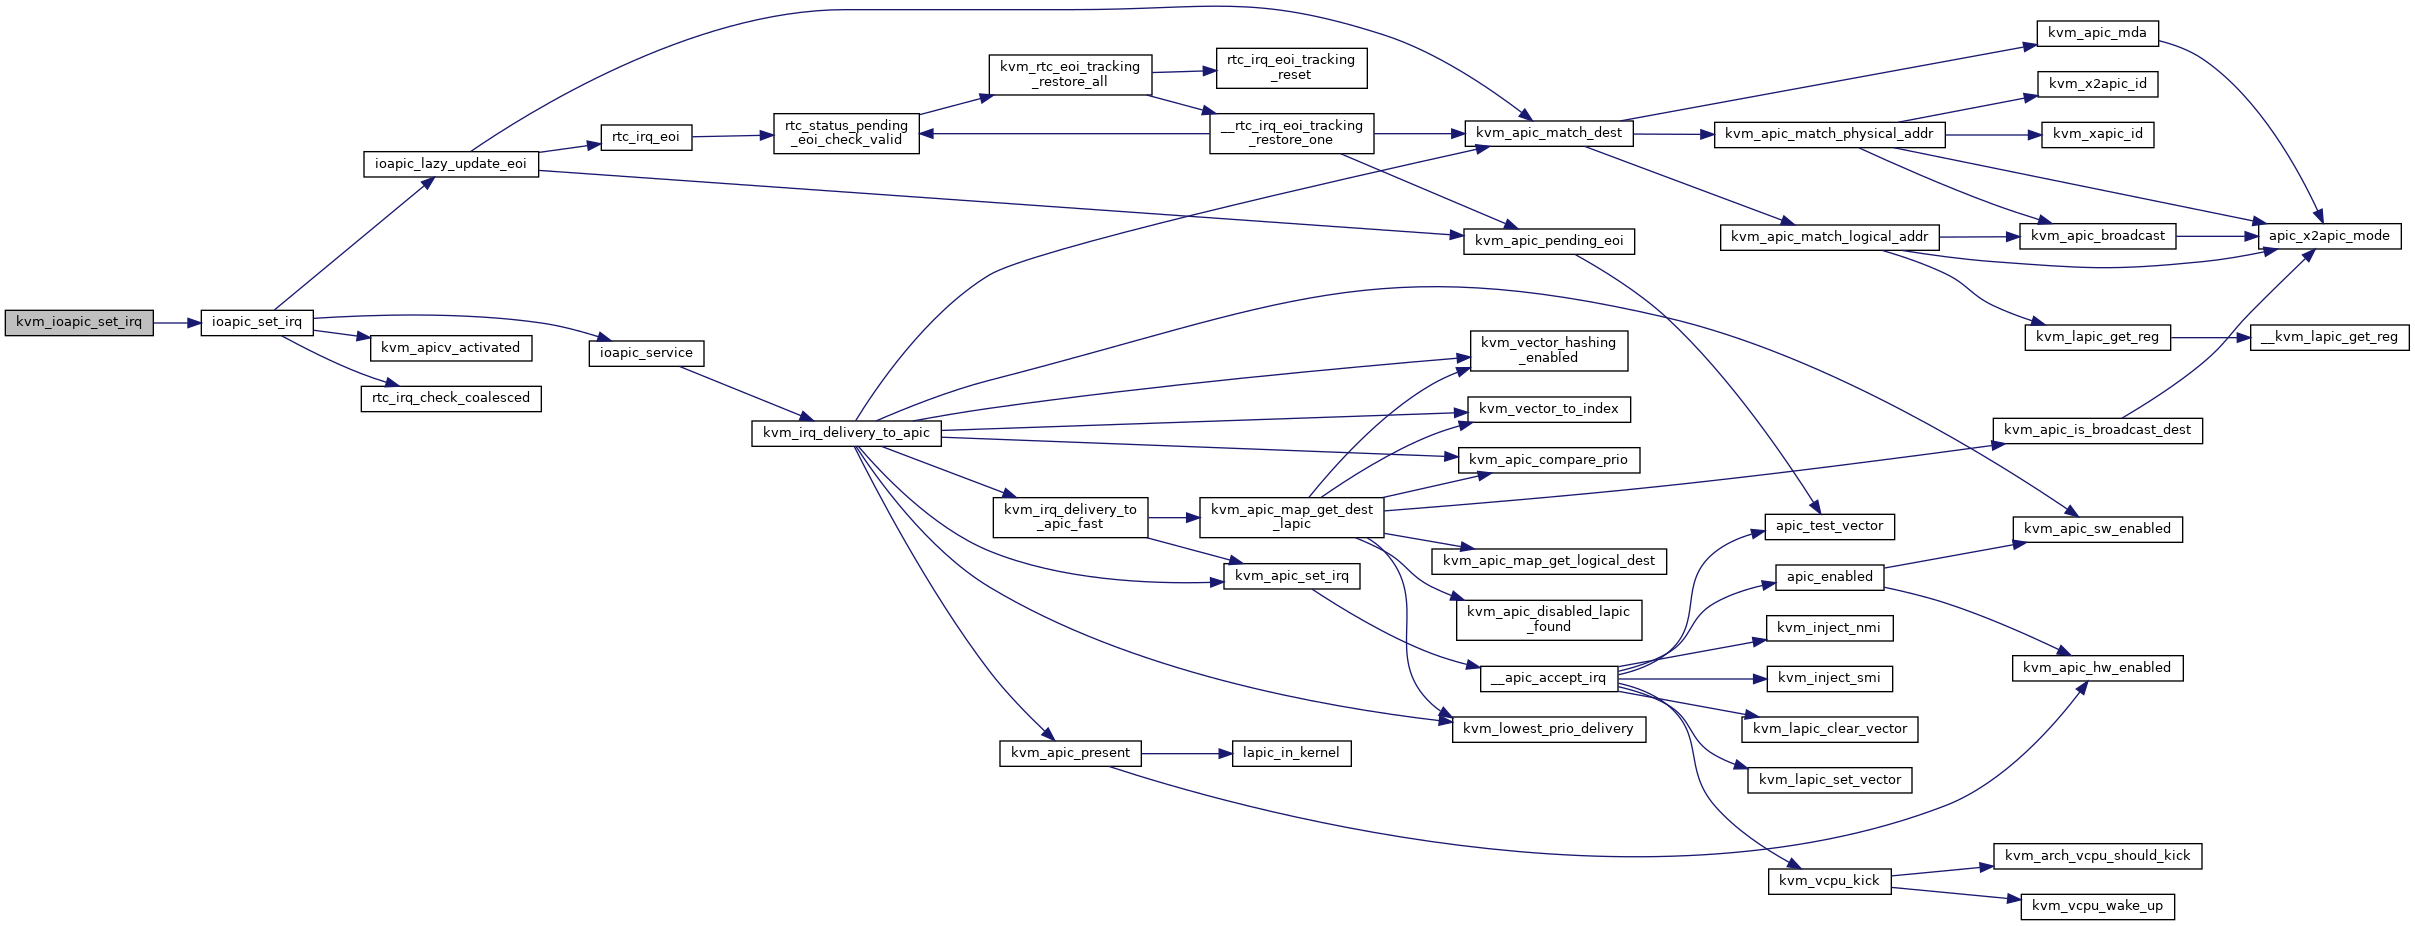 kvm_ioapic_set_irq
ioapic_set_irq
ioapic_lazy_update_eoi
kvm_apicv_activated
rtc_irq_check_coalesced
rtc_irq_eoi
ioapic_service
rtc_status_pending
_eoi_check_valid
kvm_irq_delivery_to_apic
kvm_rtc_eoi_tracking
_restore_all
kvm_irq_delivery_to
_apic_fast
kvm_apic_present
rtc_irq_eoi_tracking
_reset
__rtc_irq_eoi_tracking
_restore_one
kvm_apic_map_get_dest
_lapic
kvm_apic_set_irq
lapic_in_kernel
kvm_apic_match_dest
kvm_apic_pending_eoi
kvm_vector_hashing
_enabled
kvm_vector_to_index
kvm_apic_compare_prio
kvm_apic_map_get_logical_dest
kvm_apic_disabled_lapic
_found
__apic_accept_irq
kvm_lowest_prio_delivery
kvm_apic_match_physical_addr
kvm_apic_match_logical_addr
apic_test_vector
apic_enabled
kvm_inject_nmi
kvm_inject_smi
kvm_lapic_clear_vector
kvm_lapic_set_vector
kvm_vcpu_kick
kvm_apic_mda
kvm_x2apic_id
kvm_xapic_id
kvm_apic_broadcast
kvm_lapic_get_reg
kvm_apic_is_broadcast_dest
kvm_apic_sw_enabled
kvm_apic_hw_enabled
kvm_arch_vcpu_should_kick
kvm_vcpu_wake_up
apic_x2apic_mode
__kvm_lapic_get_reg